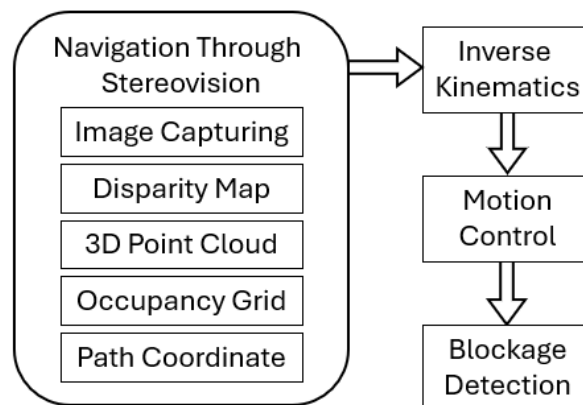 Navigation Through
Stereovision
Image Capturing
Disparity Map
3D Point Cloud
Occupancy Grid
Path Coordinate
Inverse
Kinematics
Motion
Control
Blockage
Detection